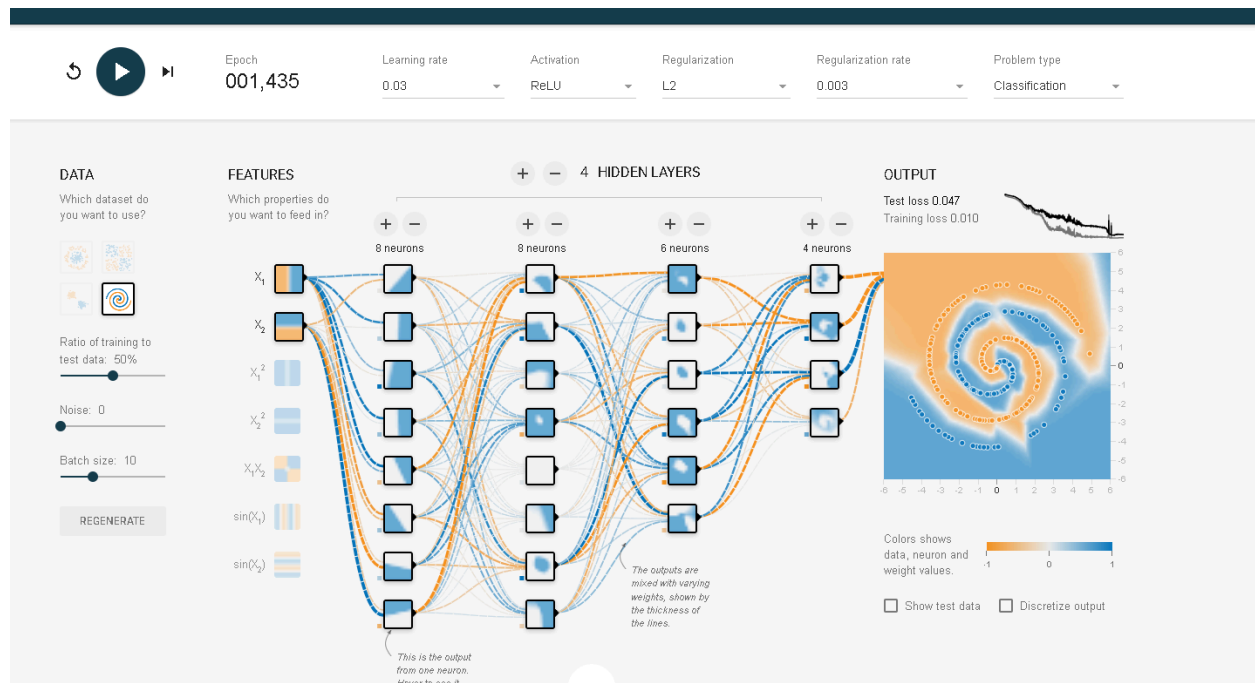 Epoch
001,435
Learning rate
0.03
Activation
ReLU
Regularization
L2
Regularization rate
0.003
Problem type
Classification
DATA
Which dataset do
you want to use?
Ratio of training to
test data: 50%
Noise: 0
Batch size: 10
REGENERATE
FEATURES
Which properties do
you want to feed in?
X1
X2
X1²
X2²
X1X2
sin(X1)
sin(X2)
+ − 4 HIDDEN LAYERS
+ −
8 neurons
+ −
8 neurons
+ −
6 neurons
+ −
4 neurons
This is the output
from one neuron.
Hover to see it
The outputs are
mixed with varying
weights, shown by
the thickness of
the lines.
OUTPUT
Test loss 0.047
Training loss 0.010
6
5
4
3
2
1
0
-1
-2
-3
-4
-5
-6
-6 -5 -4 -3 -2 -1 0 1 2 3 4 5 6
Colors shows
data, neuron and
weight values.
-1 0 1
Show test data
Discretize output